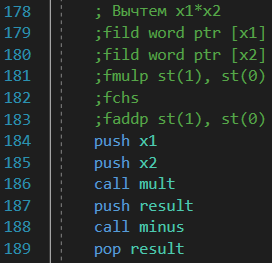 178 ; Вычтем x1*x2
179 ;fild word ptr [x1]
180 ;fild word ptr [x2]
181 ;fmulp st(1), st(0)
182 ;fchs
183 ;faddp st(1), st(0)
184 push x1
185 push x2
186 call mult
187 push result
188 call minus
189 pop result